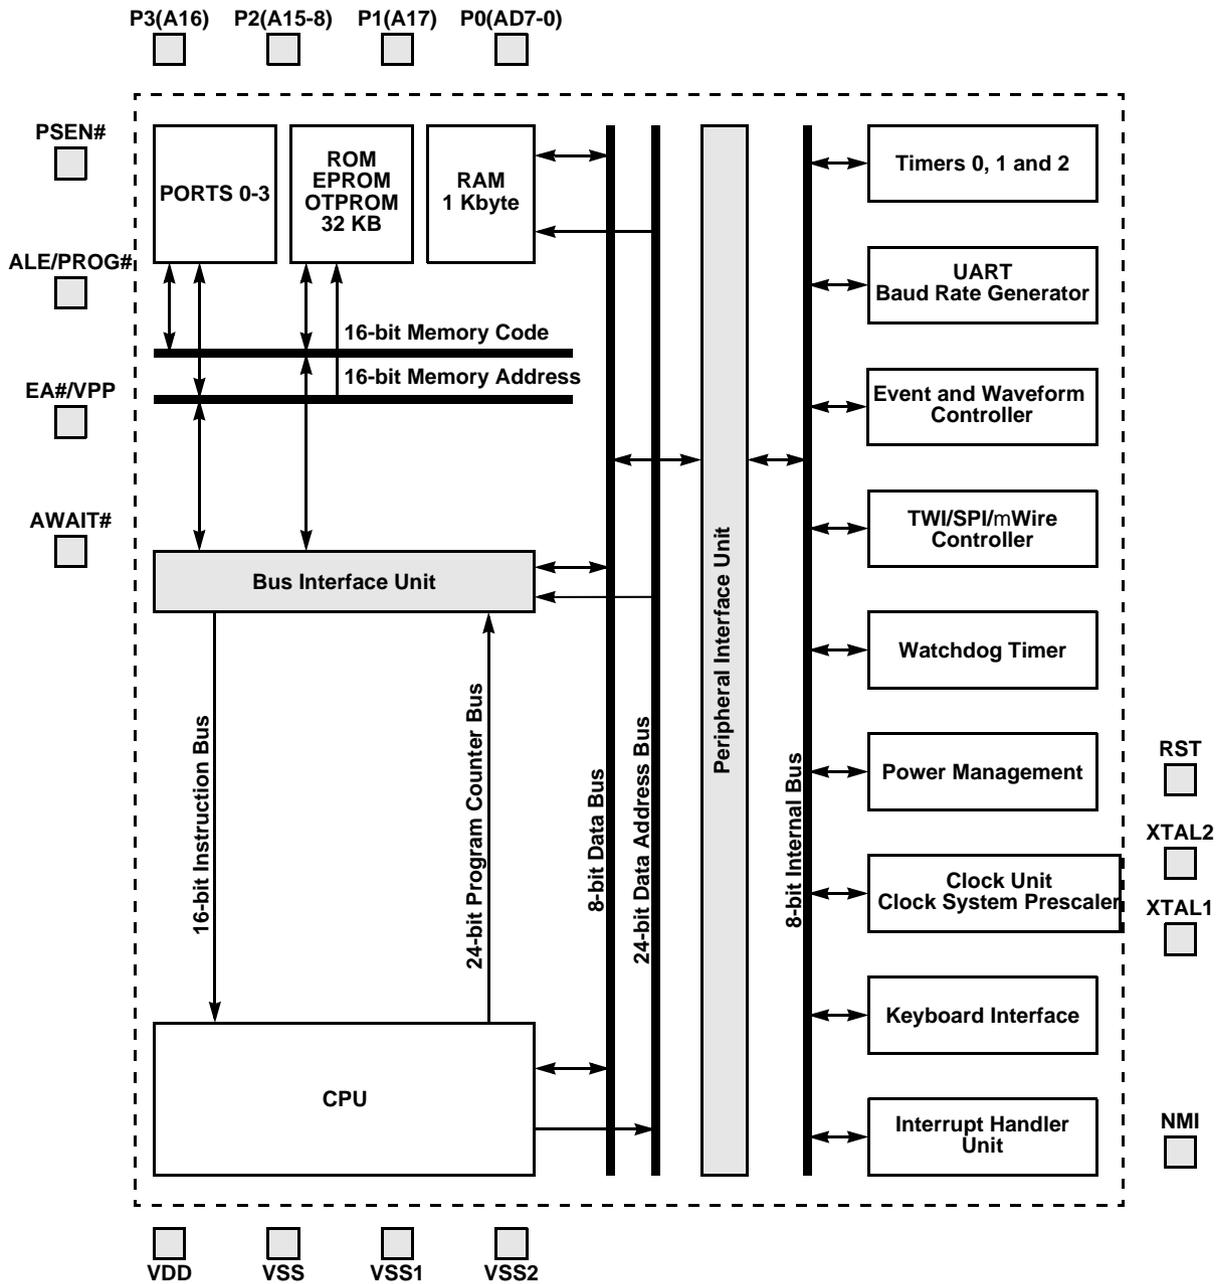 P3(A16) P2(A15-8) P1(A17) P0(AD7-0)
PSEN#
ALE/PROG#
EA#/VPP
AWAIT#
PORTS 0-3
ROM
EPROM
OTPROM
32 KB
RAM
1 Kbyte
16-bit Memory Code
16-bit Memory Address
Bus Interface Unit
16-bit Instruction Bus
24-bit Program Counter Bus
CPU
8-bit Data Bus
24-bit Data Address Bus
Peripheral Interface Unit
8-bit Internal Bus
Timers 0, 1 and 2
UART
Baud Rate Generator
Event and Waveform
Controller
TWI/SPI/mWire
Controller
Watchdog Timer
Power Management
Clock Unit
Clock System Prescaler
Keyboard Interface
Interrupt Handler
Unit
RST
XTAL2
XTAL1
NMI
VDD VSS VSS1 VSS2